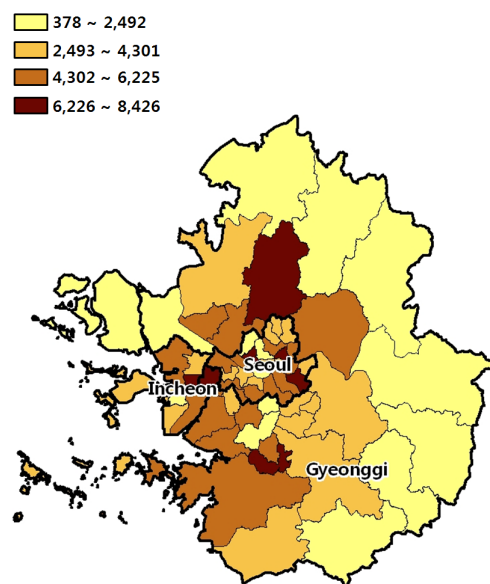 378 ~ 2,492
2,493 ~ 4,301
4,302 ~ 6,225
6,226 ~ 8,426
Seoul
Incheon
Gyeonggi